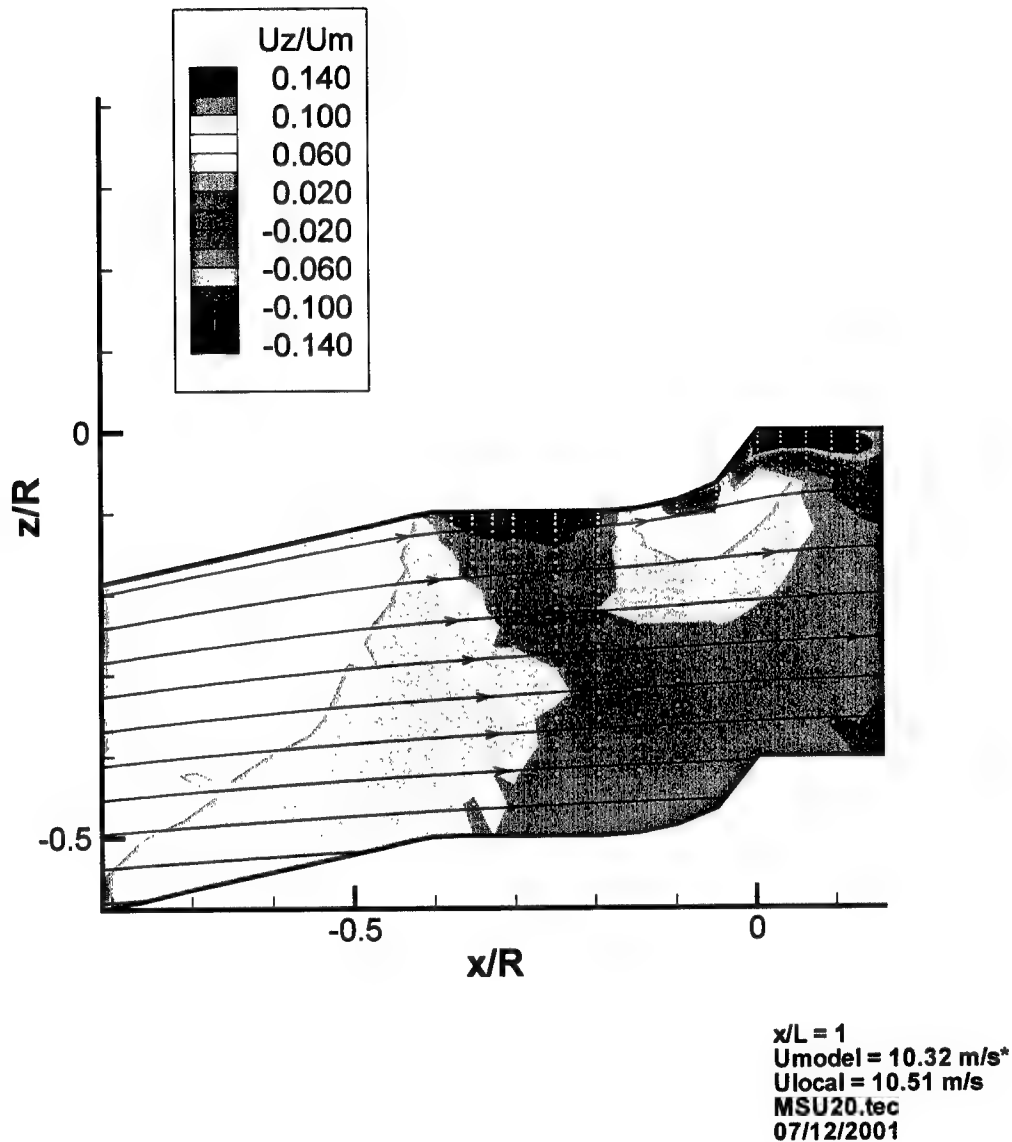 Uz/Um
0.140
0.100
0.060
0.020
-0.020
-0.060
-0.100
-0.140
0
z/R
-0.5
-0.5
0
x/R
x/L = 1
Umodel = 10.32 m/s*
Ulocal = 10.51 m/s
MSU20.tec
07/12/2001